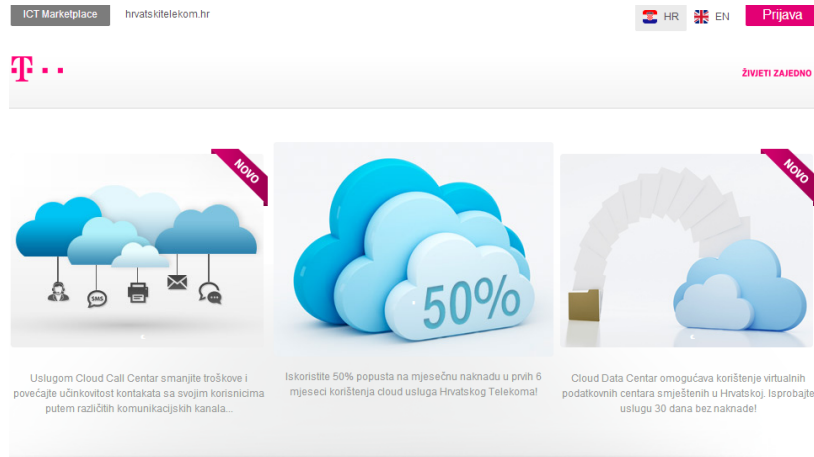 ICT Marketplace hrvatskitelekom.hr HR EN Prijava
T
ŽIVJETI ZAJEDNO
NOVO
SMS
50%
NOVO
Uslugom Cloud Call Centar smanjite troškove i
povećajte učinkovitost kontakata sa svojim korisnicima
putem različitih komunikacijskih kanala...
Iskoristite 50% popusta na mjesečnu naknadu u prvih 6
mjeseci korištenja cloud usluga Hrvatskog Telekoma!
Cloud Data Centar omogućava korištenje virtualnih
podatkovnih centara smještenih u Hrvatskoj. Isprobajte
uslugu 30 dana bez naknade!